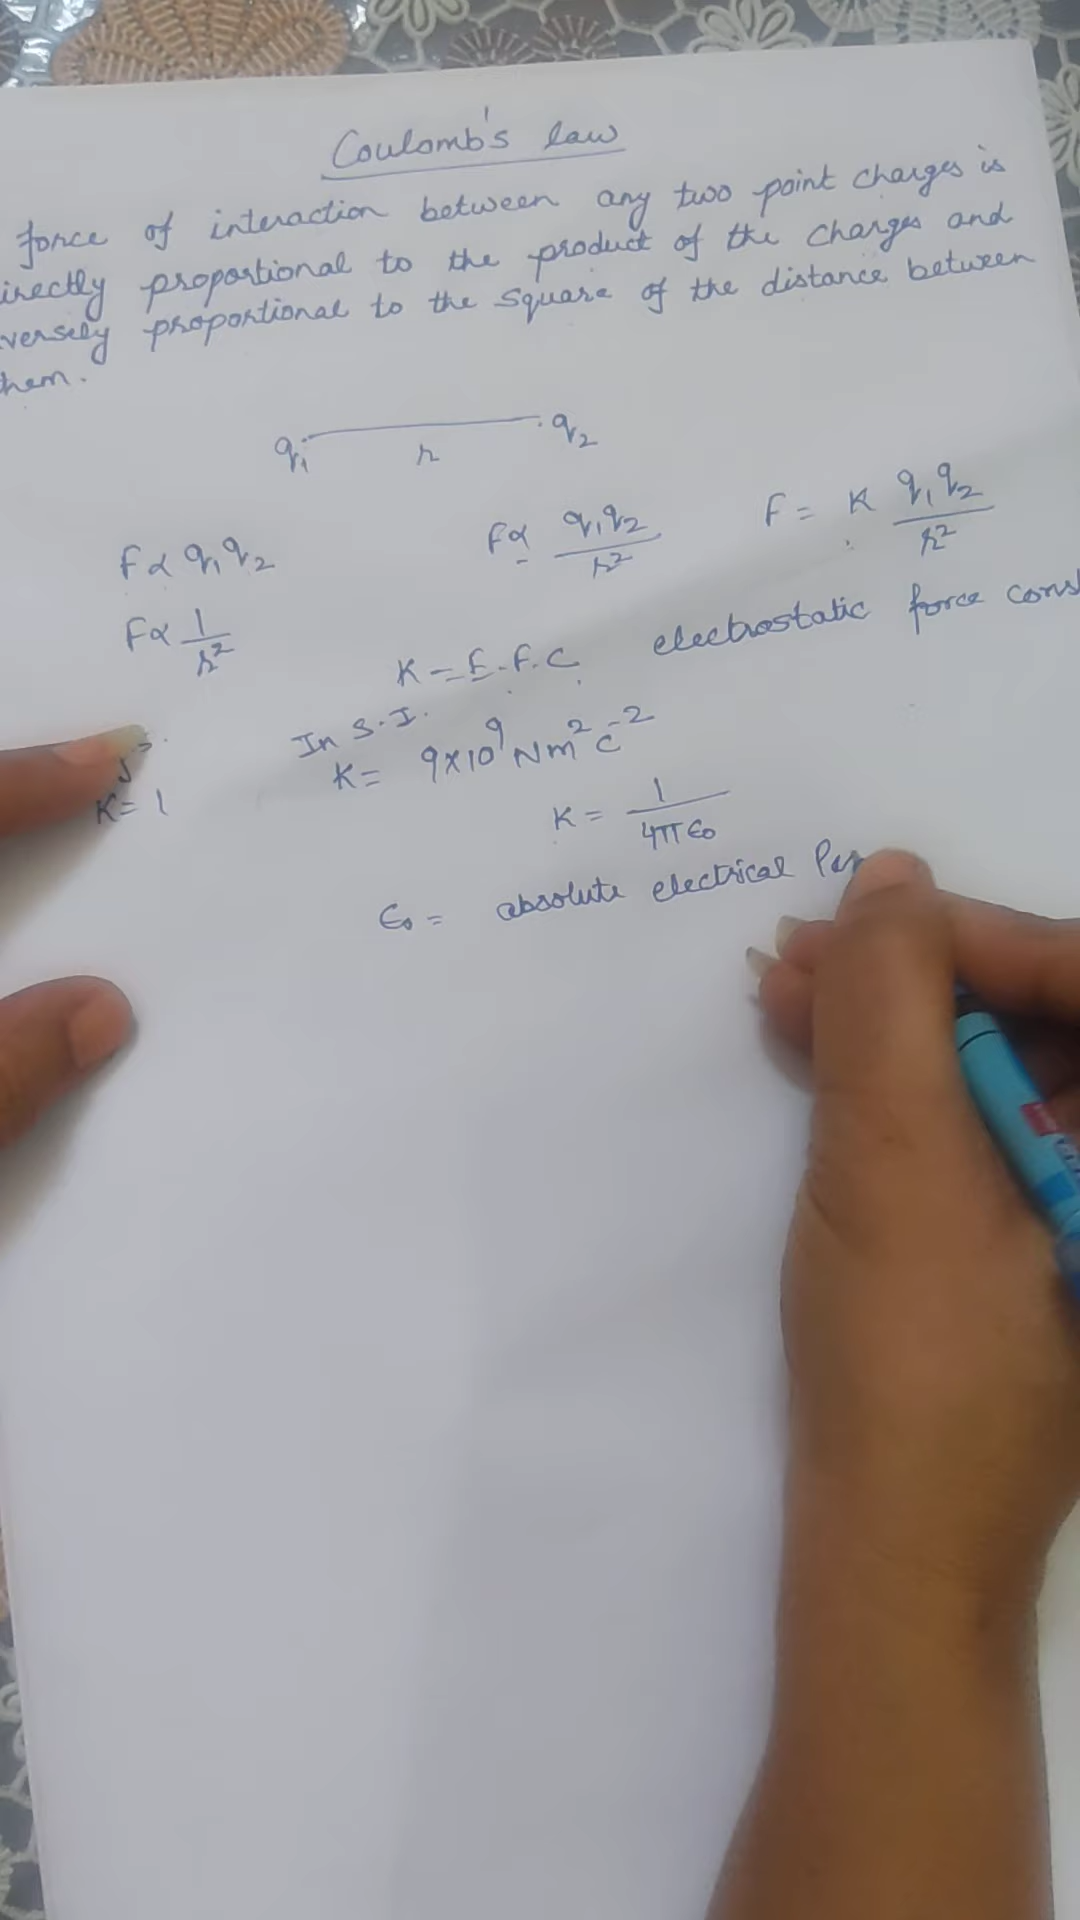 Coulomb's law
force of interaction between any two point charges is
irectly proportional to the product of the charges and
versely proportional to the square of the distance between
hem.
q₁ r q₂
F ∝ q₁q₂
F ∝ q₁q₂/r²
F = K q₁q₂/r²
F ∝ 1/r²
K = E.F.C electrostatic force cons
In S.I.
K = 9×10⁹ Nm²C⁻²
K = 1
K = 1/4πϵ₀
ϵ₀ = absolute electrical Per